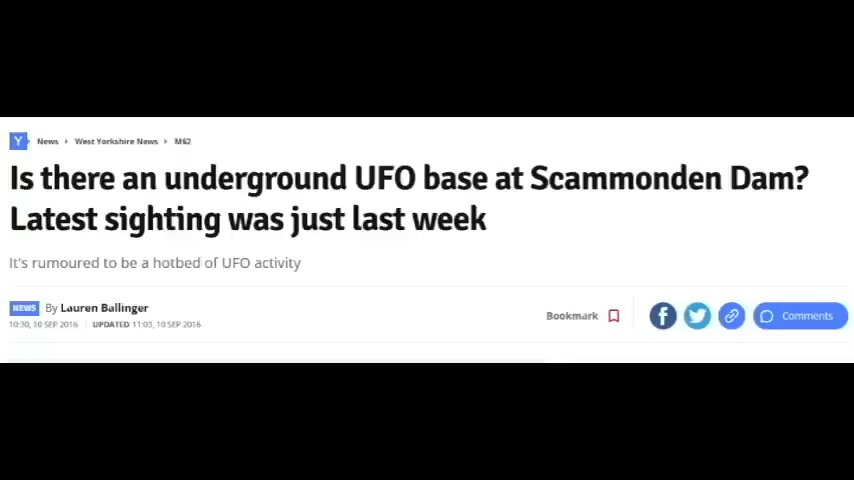 Y News West Yorkshire News M62
Is there an underground UFO base at Scammonden Dam?
Latest sighting was just last week
It's rumoured to be a hotbed of UFO activity
NEWS By Lauren Ballinger
10:30, 10 SEP 2016 | UPDATED 11:03, 10 SEP 2016
Bookmark f Comments